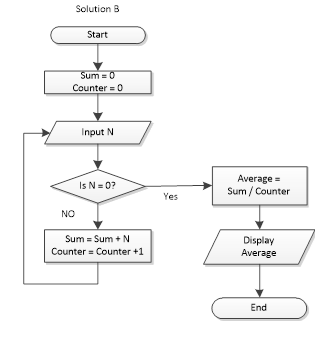 Solution B
Start
Sum = 0
Counter = 0
Input N
Is N = 0?
Yes
NO
Sum = Sum + N
Counter = Counter +1
Average =
Sum / Counter
Display
Average
End